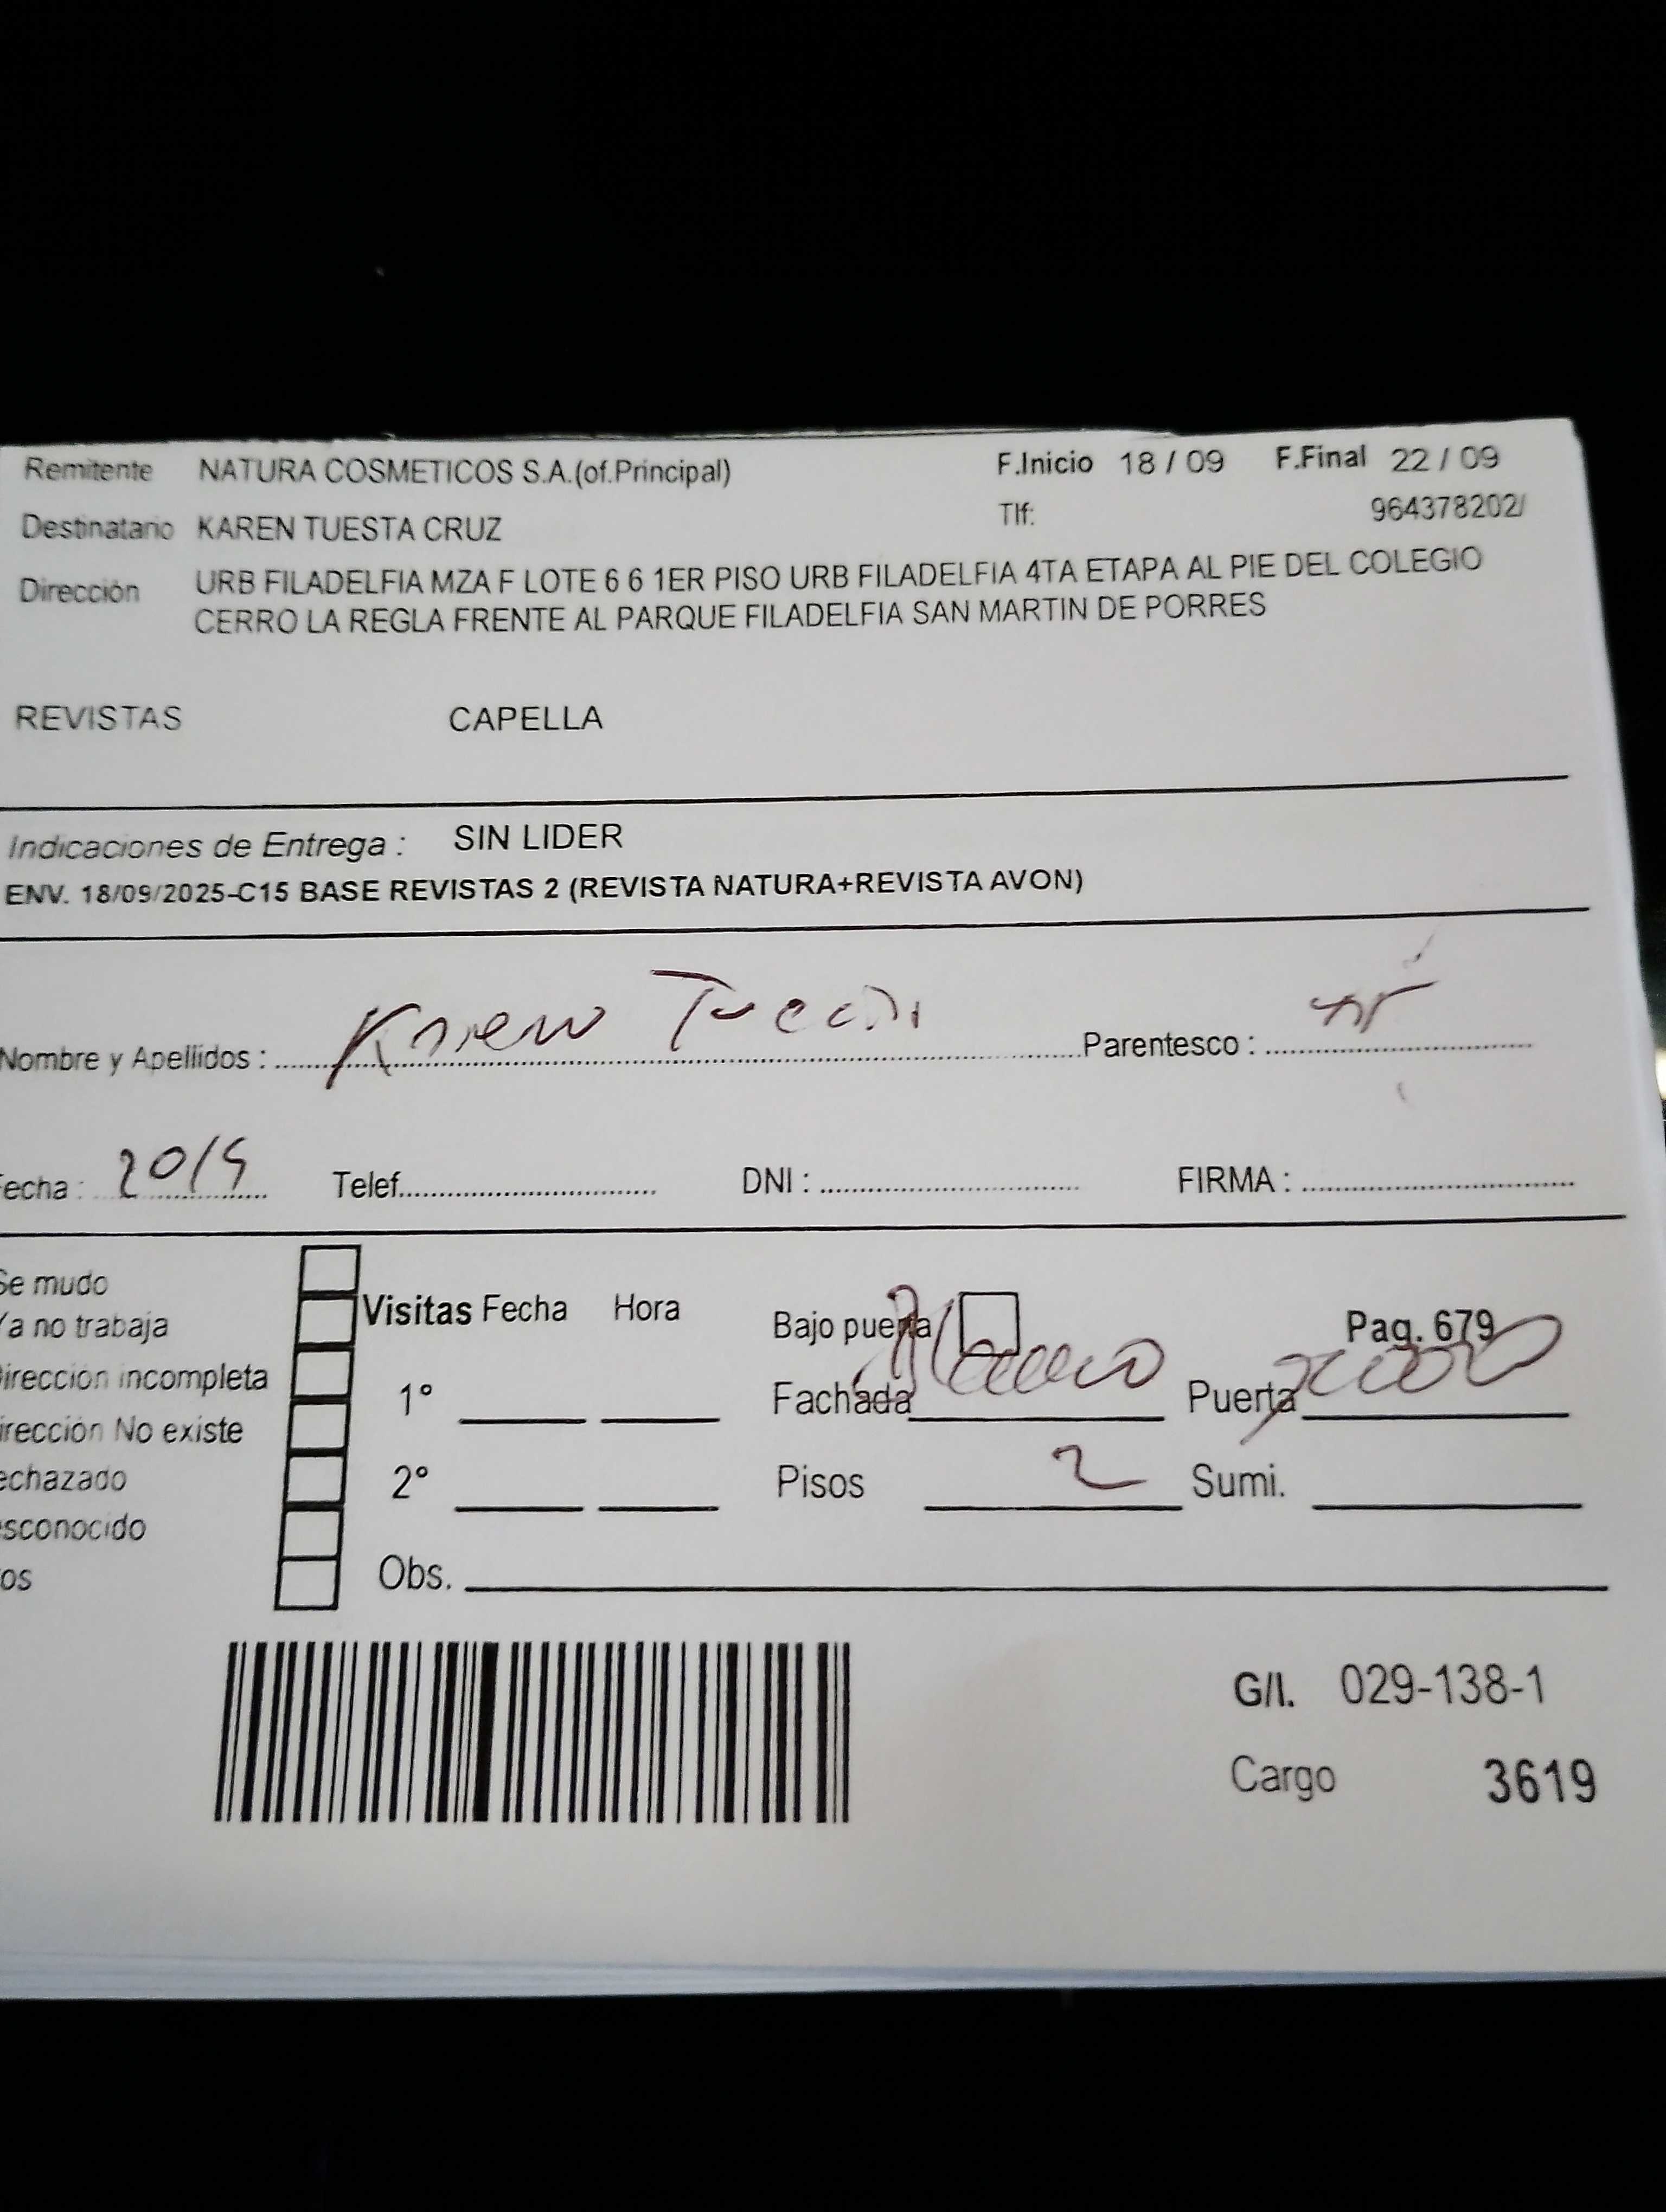 Remitente NATURA COSMETICOS S.A.(of.Principal) F.Inicio 18 / 09 F.Final 22 / 09
Destinatario KAREN TUESTA CRUZ Tlf: 964378202/
Dirección URB FILADELFIA MZA F LOTE 6 6 1ER PISO URB FILADELFIA 4TA ETAPA AL PIE DEL COLEGIO
CERRO LA REGLA FRENTE AL PARQUE FILADELFIA SAN MARTIN DE PORRES
REVISTAS CAPELLA
Indicaciones de Entrega : SIN LIDER
ENV. 18/09/2025-C15 BASE REVISTAS 2 (REVISTA NATURA+REVISTA AVON)
Nombre y Apellidos : Karen Parentesco :
echa : 20/9 Telef. DNI : FIRMA :
Se mudo
Ya no trabaja Visitas Fecha Hora Bajo puerta Pag. 679
irección incompleta 1° Fachada Puerta
irección No existe
echazado 2° Pisos 2 Sumi.
sconocido
os Obs.
G/I. 029-138-1
Cargo 3619